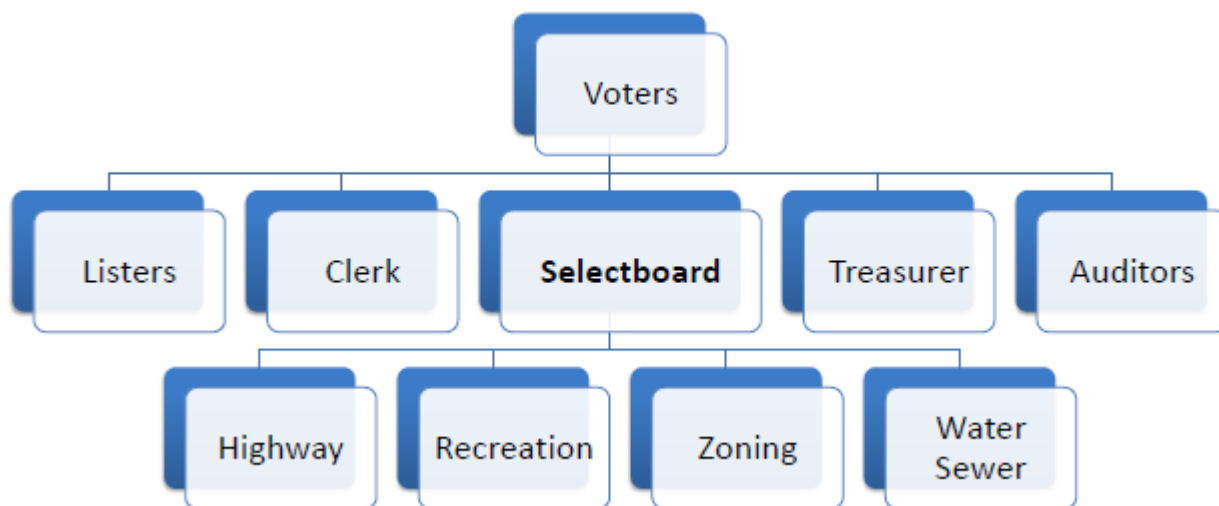 Voters
Listers
Clerk
Selectboard
Treasurer
Auditors
Highway
Recreation
Zoning
Water
Sewer